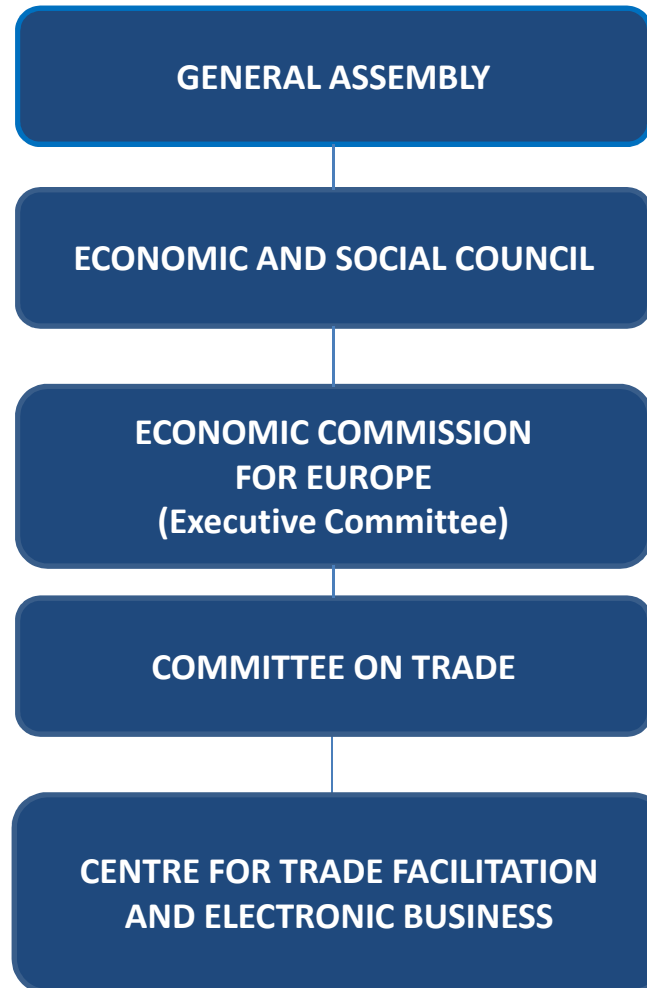 GENERAL ASSEMBLY
ECONOMIC AND SOCIAL COUNCIL
ECONOMIC COMMISSION
FOR EUROPE
(Executive Committee)
COMMITTEE ON TRADE
CENTRE FOR TRADE FACILITATION
AND ELECTRONIC BUSINESS